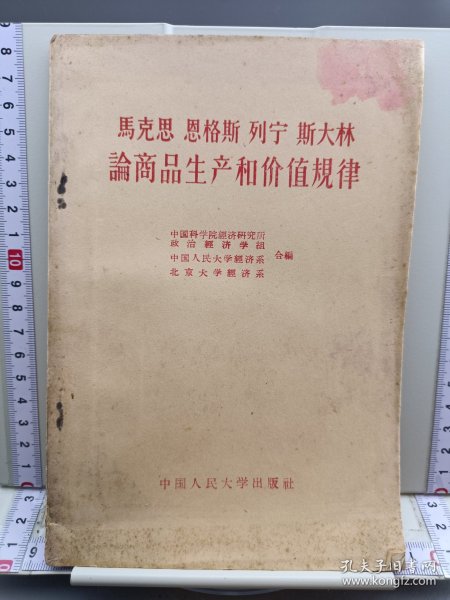 馬克思 恩格斯 列宁 斯大林
論商品生产和价值規律
中国科学院經济研究所
政治經济学組
中国人民大学經济系
北京大学經济系
合編
中国人民大学出版社
孔夫子旧书网
www.kongfz.com